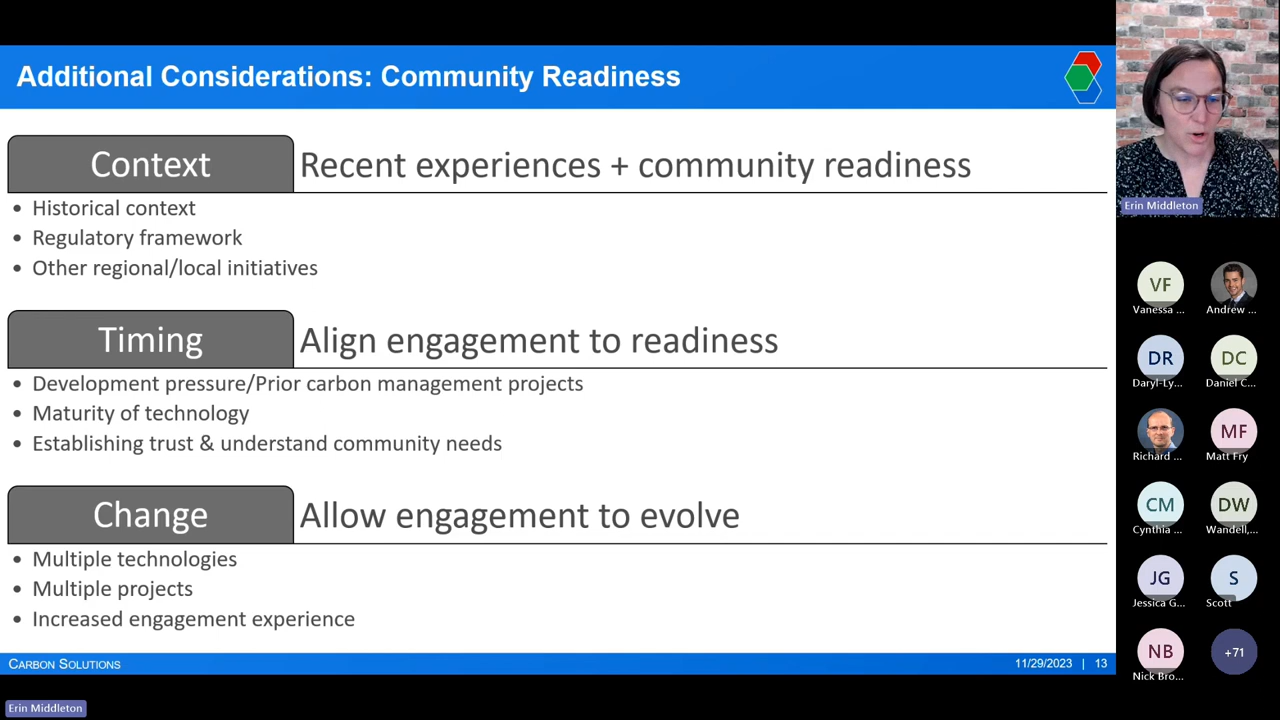 Additional Considerations: Community Readiness
Context
Recent experiences + community readiness
• Historical context
• Regulatory framework
• Other regional/local initiatives
Timing
Align engagement to readiness
• Development pressure/Prior carbon management projects
• Maturity of technology
• Establishing trust & understand community needs
Change
Allow engagement to evolve
• Multiple technologies
• Multiple projects
• Increased engagement experience
CARBON SOLUTIONS
11/29/2023 | 13
Erin Middleton
Erin Middleton
VF
Vanessa ...
Andrew ...
DR
Daryl-Ly...
DC
Daniel C...
Richard ...
MF
Matt Fry
CM
Cynthia ...
DW
Wandell,...
JG
Jessica G...
S
Scott
NB
Nick Bro...
+71